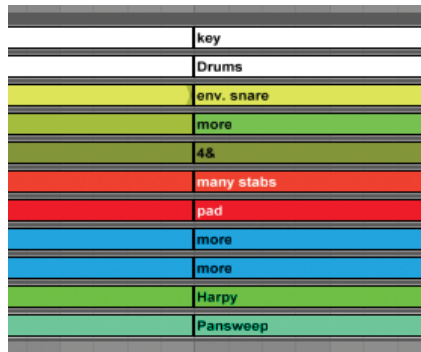 key
Drums
env. snare
more
4&
many stabs
pad
more
more
Harpy
Pansweep